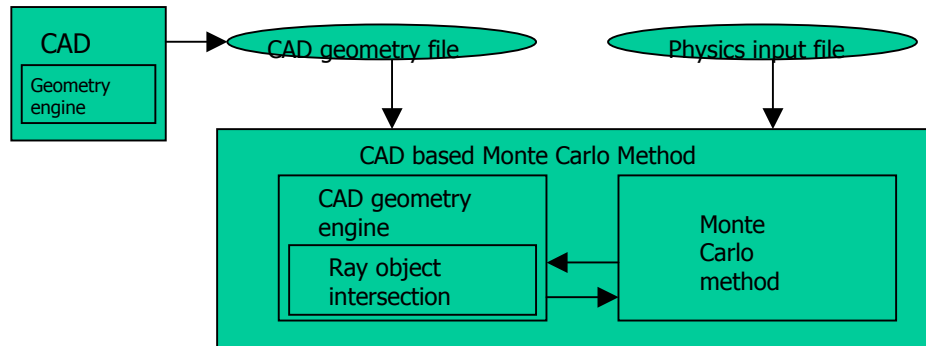 CAD
Geometry
engine
CAD geometry file
Physics input file
CAD based Monte Carlo Method
CAD geometry
engine
Ray object
intersection
Monte
Carlo
method